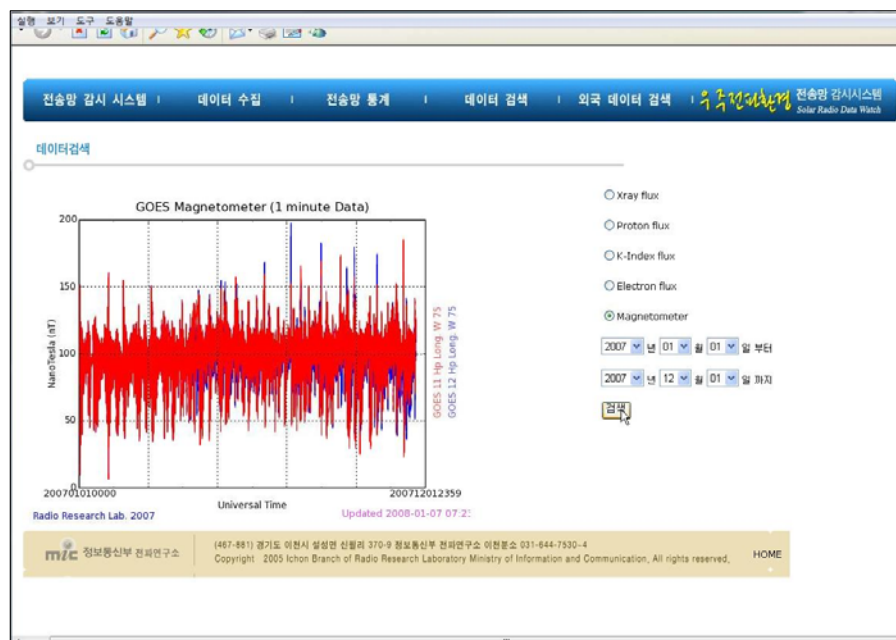 실행 보기 도구 도움말
전송망 감시 시스템 | 데이터 수집 | 전송망 통계 | 데이터 검색 | 외국 데이터 검색 | 우주전파환경 전송망 감시시스템
Solar Radio Data Watch
데이터검색
GOES Magnetometer (1 minute Data)
200
150
100
50
0
NanoTesla (nT)
GOES 11 Hp Long. W 75
GOES 12 Hp Long. W 75
200701010000
200712012359
Universal Time
Radio Research Lab. 2007
Updated 2008-01-07 07:2
Xray flux
Proton flux
K-Index flux
Electron flux
Magnetometer
2007 년 01 월 01 일 부터
2007 년 12 월 01 일 까지
검색
mic 정보통신부 전파연구소
(467-881) 경기도 이천시 설성면 신필리 370-9 정보통신부 전파연구소 이천분소 031-644-7530~4
Copyright 2005 Ichon Branch of Radio Research Laboratory Ministry of Information and Communication, All rights reserved.
HOME